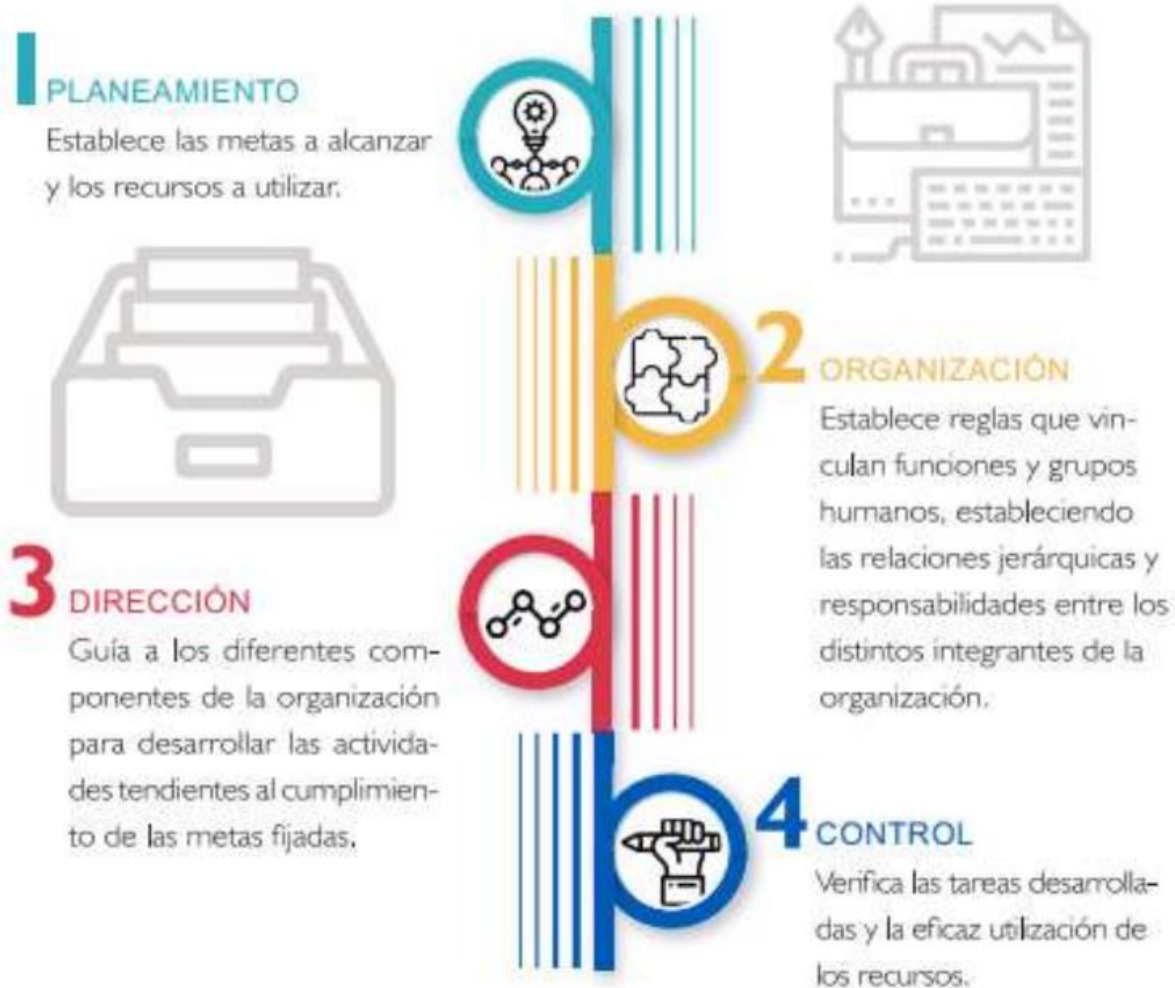 1
PLANEAMIENTO
Establece las metas a alcanzar
y los recursos a utilizar.
2
ORGANIZACIÓN
Establece reglas que vin-
culan funciones y grupos
humanos, estableciendo
las relaciones jerárquicas y
responsabilidades entre los
distintos integrantes de la
organización.
3
DIRECCIÓN
Guía a los diferentes com-
ponentes de la organización
para desarrollar las activida-
des tendientes al cumplimien-
to de las metas fijadas.
4
CONTROL
Verifica las tareas desarrolla-
das y la eficaz utilización de
los recursos.